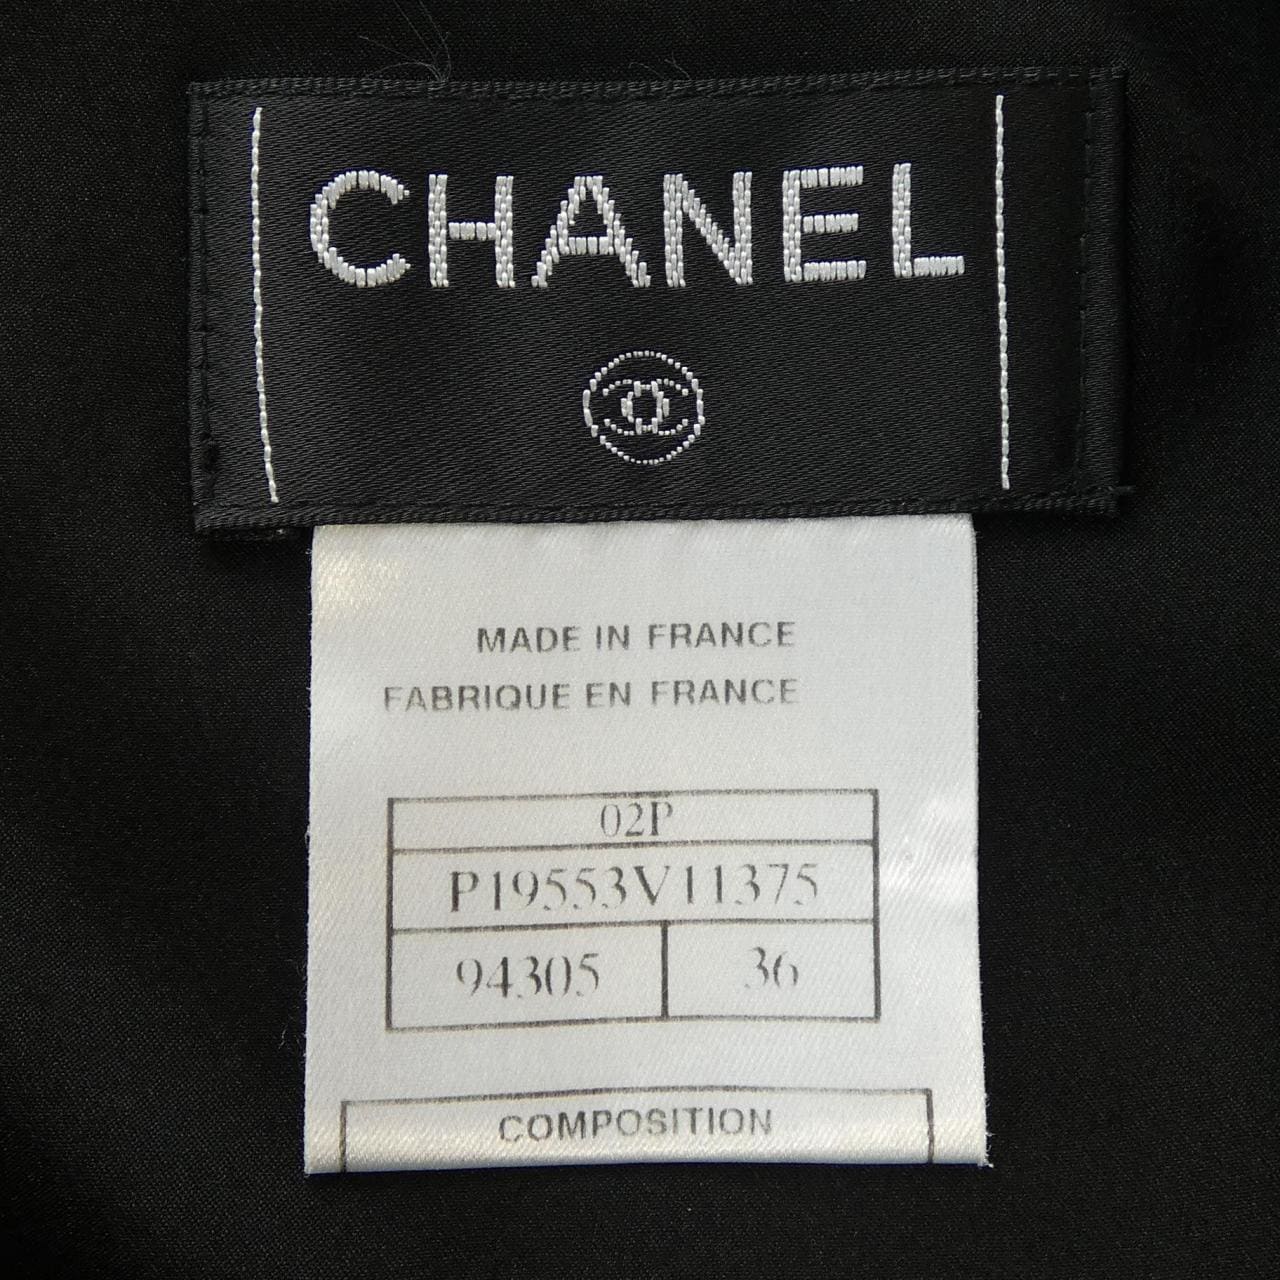 CHANEL
MADE IN FRANCE
FABRIQUE EN FRANCE
02P
P19553V11375
94305 36
COMPOSITION